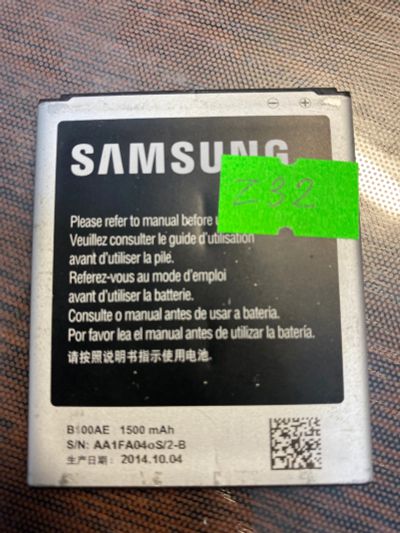 SAMSUNG
I32
Please refer to manual before
Veuillez consulter le guide d'utilisation
avant d'utiliser la pile.
Referez-vous au mode d'emploi
avant d'utiliser la batterie.
Consulte o manual antes de usar a bateria.
Por favor lea el manual antes de utilizar la batería.
请按照说明书指示使用电池.
B100AE 1500 mAh
S/N: AA1FA04oS/2-B
生产日期: 2014.10.04